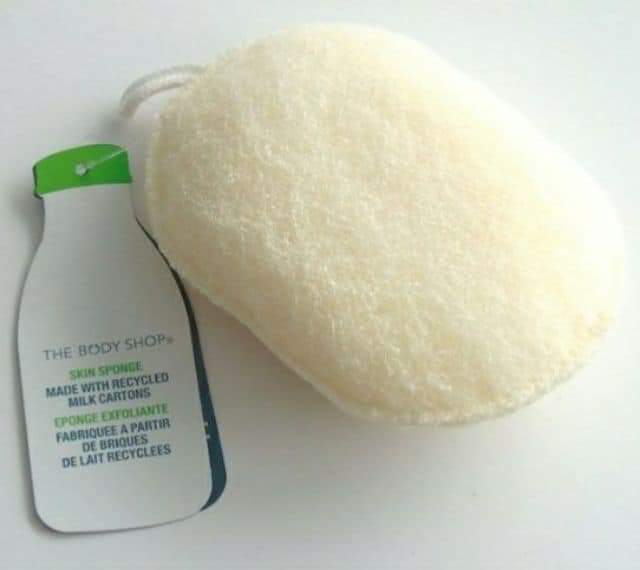 THE BODY SHOP®
SKIN SPONGE
MADE WITH RECYCLED
MILK CARTONS
EPONGE EXFOLIANTE
FABRIQUEE A PARTIR
DE BRIQUES
DE LAIT RECYCLEES